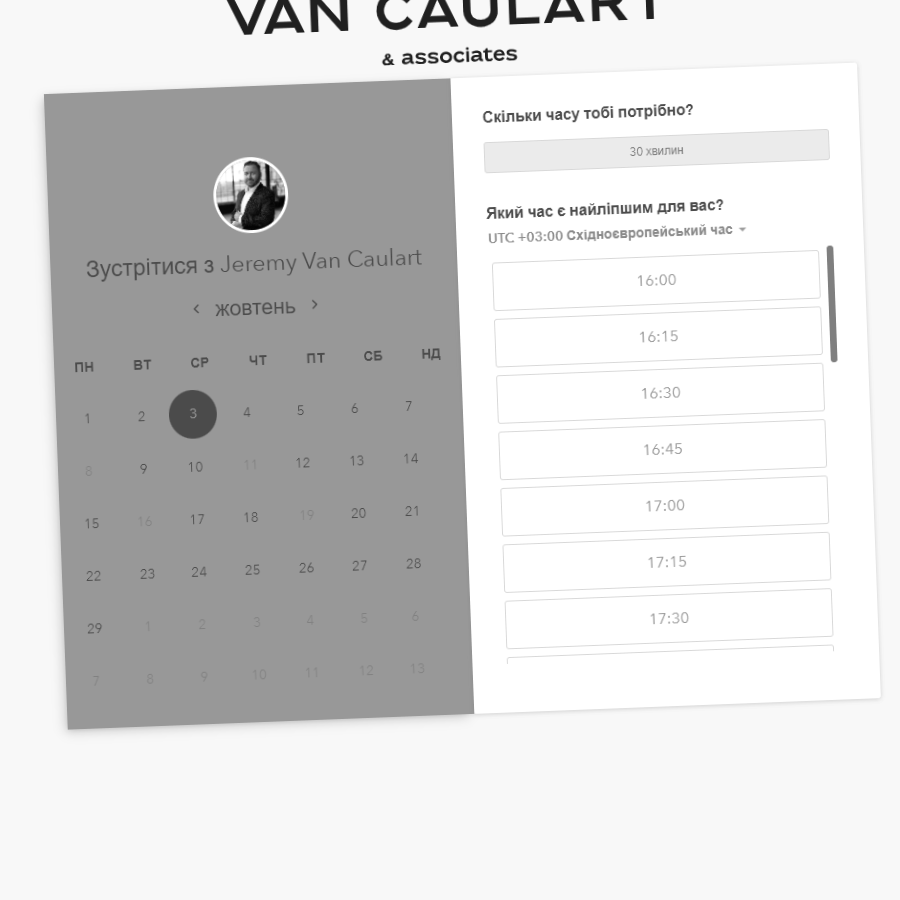 VAN CAULART
& associates
Зустрітися з Jeremy Van Caulart
жовтень
ПН ВТ СР ЧТ ПТ СБ НД
1 2 3 4 5 6 7
8 9 10 11 12 13 14
15 16 17 18 19 20 21
22 23 24 25 26 27 28
29 1 2 3 4 5 6
7 8 9 10 11 12 13
Скільки часу тобі потрібно?
30 хвилин
Який час є найліпшим для вас?
UTC +03:00 Східноєвропейський час
16:00
16:15
16:30
16:45
17:00
17:15
17:30